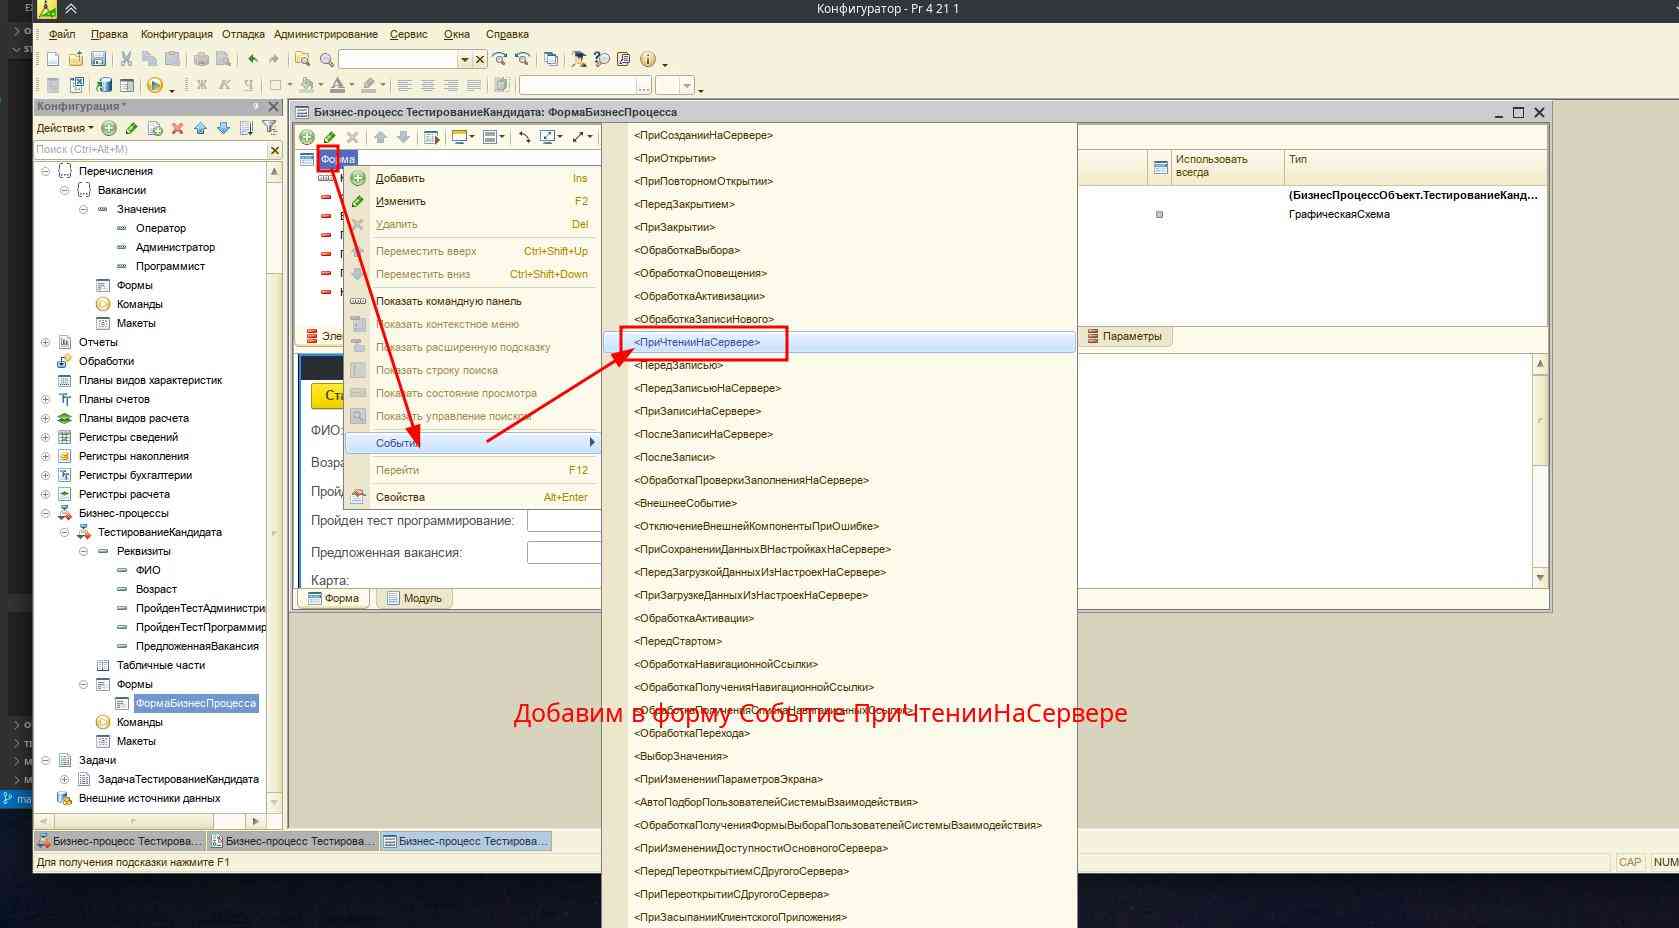 Конфигуратор - Pr 4 21 1
Файл Правка Конфигурация Отладка Администрирование Сервис Окна Справка
Конфигурация *
Действия
Поиск (Ctrl+Alt+M)
Перечисления
Вакансии
Значения
Оператор
Администратор
Программист
Формы
Команды
Макеты
Отчеты
Обработки
Планы видов характеристик
Планы счетов
Планы видов расчета
Регистры сведений
Регистры накопления
Регистры бухгалтерии
Регистры расчета
Бизнес-процессы
ТестированиеКандидата
Реквизиты
ФИО
Возраст
ПройденТестАдминистри
ПройденТестПрограммир
ПредложеннаяВакансия
Табличные части
Формы
ФормаБизнесПроцесса
Команды
Макеты
Задачи
ЗадачаТестированиеКандидата
Внешние источники данных
Бизнес-процесс ТестированиеКандидата: ФормаБизнесПроцесса
Форма
Добавить Ins
Изменить F2
Удалить Del
Переместить вверх Ctrl+Shift+Up
Переместить вниз Ctrl+Shift+Down
Показать командную панель
Показать контекстное меню
Показать расширенную подсказку
Показать строку поиска
Показать состояние просмотра
Показать управление поиском
События
Перейти F12
Свойства Alt+Enter
Эле
Ста
ФИО:
Возра
Пройд
Пройден тест программирование:
Предложенная вакансия:
Карта:
Форма Модуль
<ПриСозданииНаСервере>
<ПриОткрытии>
<ПриПовторномОткрытии>
<ПередЗакрытием>
<ПриЗакрытии>
<ОбработкаВыбора>
<ОбработкаОповещения>
<ОбработкаАктивизации>
<ОбработкаЗаписиНового>
<ПриЧтенииНаСервере>
<ПередЗаписью>
<ПередЗаписьюНаСервере>
<ПриЗаписиНаСервере>
<ПослеЗаписиНаСервере>
<ПослеЗаписи>
<ОбработкаПроверкиЗаполненияНаСервере>
<ВнешнееСобытие>
<ОтключениеВнешнейКомпонентыПриОшибке>
<ПриСохраненииДанныхВНастройкахНаСервере>
<ПередЗагрузкойДанныхИзНастроекНаСервере>
<ПриЗагрузкеДанныхИзНастроекНаСервере>
<ОбработкаАктивации>
<ПередСтартом>
<ОбработкаНавигационнойСсылки>
<ОбработкаПолученияНавигационнойСсылки>
<ОбработкаПолученияСпискаНавигационныхСсылок>
Добавим в форму Событие ПриЧтенииНаСервере
<ОбработкаПерехода>
<ВыборЗначения>
<ПриИзмененииПараметровЭкрана>
<АвтоПодборПользователейСистемыВзаимодействия>
<ОбработкаПолученияФормыВыбораПользователейСистемыВзаимодействия>
<ПриИзмененииДоступностиОсновногоСервера>
<ПередПереоткрытиемСДругогоСервера>
<ПриПереоткрытииСДругогоСервера>
<ПриЗасыпанииКлиентскогоПриложения>
Использовать всегда Тип
(БизнесПроцессОбъект.ТестированиеКанд...
ГрафическаяСхема
Параметры
Бизнес-процесс Тестирова... Бизнес-процесс Тестирова... Бизнес-процесс Тестирова...
Для получения подсказки нажмите F1
CAP NUM